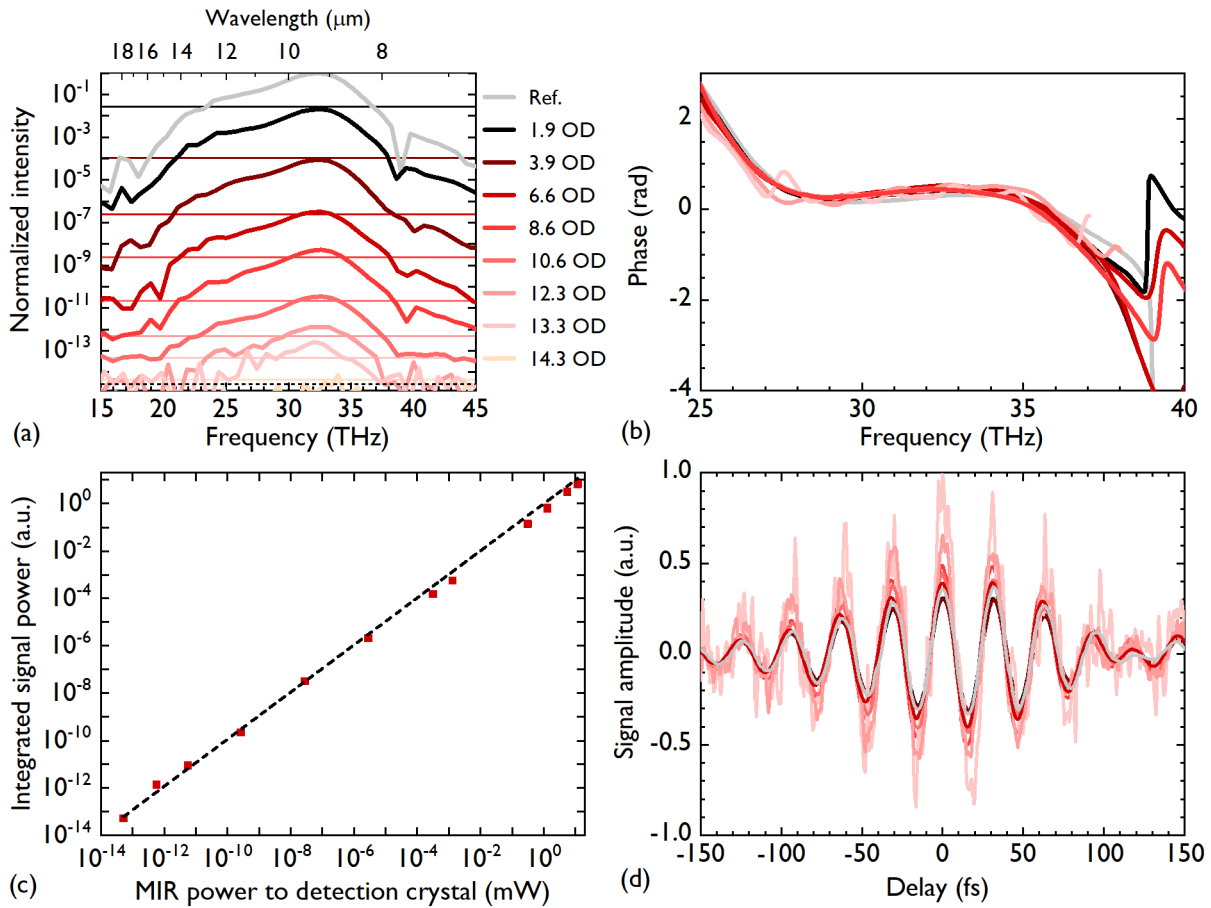 Wavelength (μm)
18 16 14 12 10 8
Normalized intensity
10⁻¹
10⁻³
10⁻⁵
10⁻⁷
10⁻⁹
10⁻¹¹
10⁻¹³
15 20 25 30 35 40 45
Frequency (THz)
(a)
Ref.
1.9 OD
3.9 OD
6.6 OD
8.6 OD
10.6 OD
12.3 OD
13.3 OD
14.3 OD
Phase (rad)
2
0
-2
-4
25 30 35 40
Frequency (THz)
(b)
Integrated signal power (a.u.)
10⁰
10⁻²
10⁻⁴
10⁻⁶
10⁻⁸
10⁻¹⁰
10⁻¹²
10⁻¹⁴
10⁻¹⁴ 10⁻¹² 10⁻¹⁰ 10⁻⁸ 10⁻⁶ 10⁻⁴ 10⁻² 10⁰
MIR power to detection crystal (mW)
(c)
Signal amplitude (a.u.)
1.0
0.5
0.0
-0.5
-1.0
-150 -100 -50 0 50 100 150
Delay (fs)
(d)